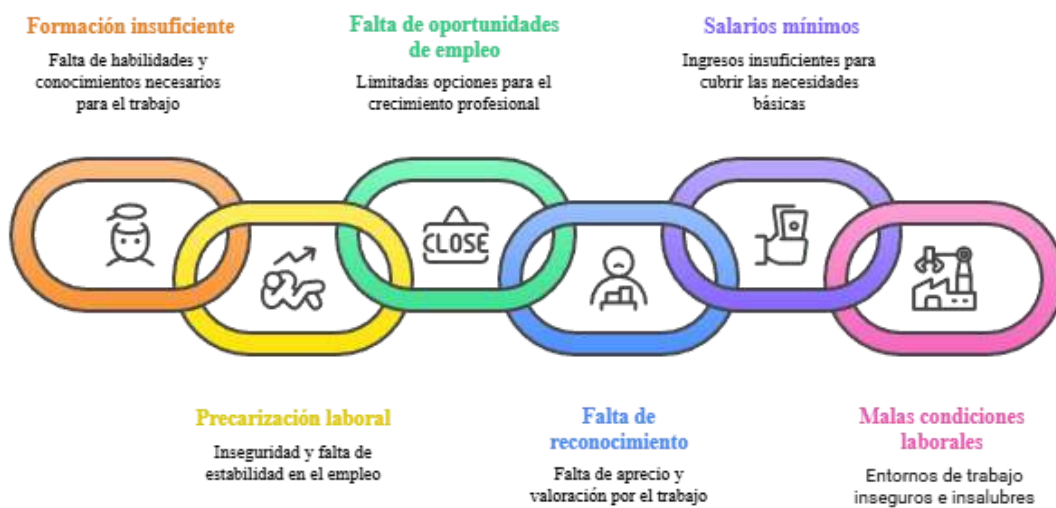 Formación insuficiente
Falta de habilidades y
conocimientos necesarios
para el trabajo
Falta de oportunidades
de empleo
Limitadas opciones para el
crecimiento profesional
Salarios mínimos
Ingresos insuficientes para
cubrir las necesidades
básicas
CLOSE
Precarización laboral
Inseguridad y falta de
estabilidad en el empleo
Falta de
reconocimiento
Falta de aprecio y
valoración por el trabajo
Malas condiciones
laborales
Entornos de trabajo
inseguros e insalubres